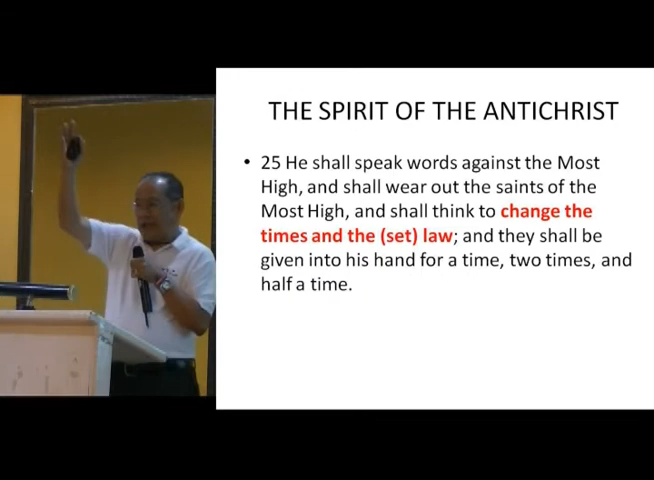 THE SPIRIT OF THE ANTICHRIST
• 25 He shall speak words against the Most
High, and shall wear out the saints of the
Most High, and shall think to change the
times and the (set) law; and they shall be
given into his hand for a time, two times, and
half a time.